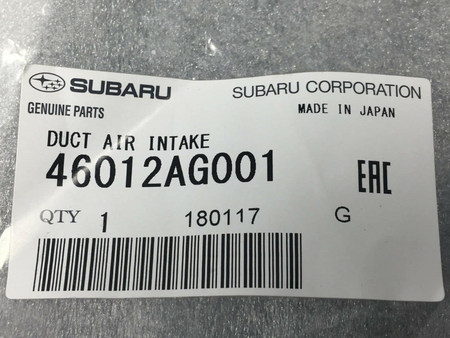 SUBARU SUBARU CORPORATION
GENUINE PARTS MADE IN JAPAN
DUCT AIR INTAKE
46012AG001 EAC
QTY 1 180117 G